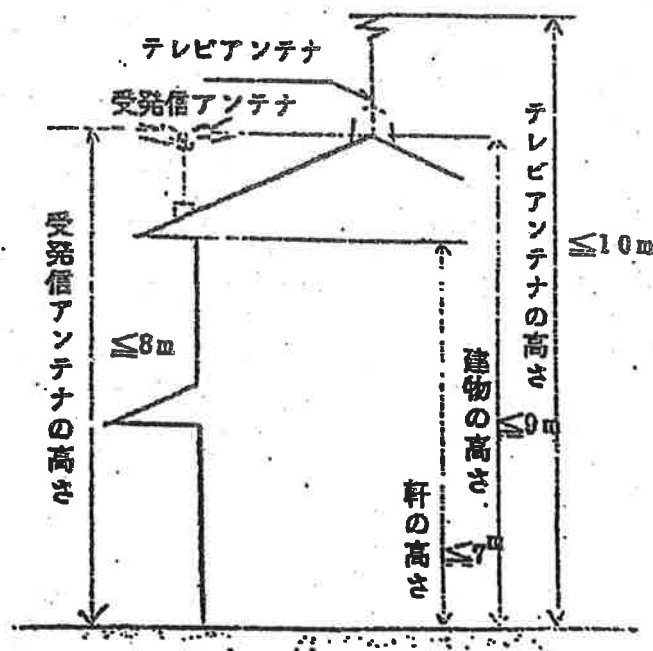 テレビアンテナ
受発信アンテナ
受発信アンテナの高さ
≦8m
軒の高さ
≦7m
建物の高さ
≦9m
テレビアンテナの高さ
≦10m